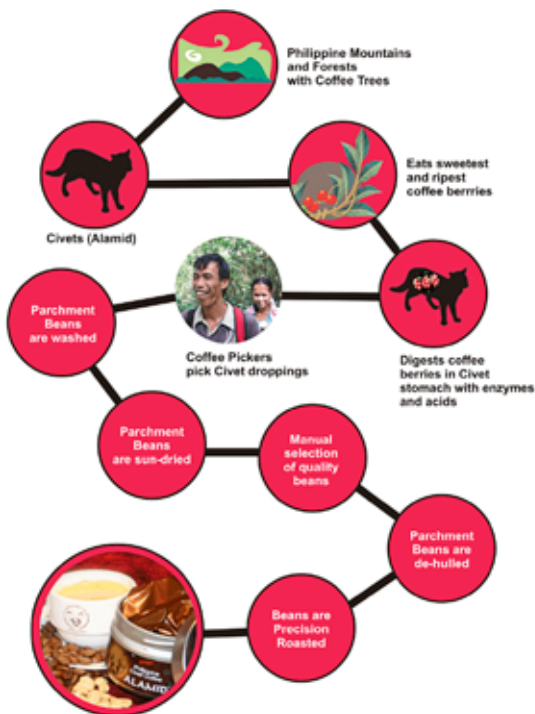 Philippine Mountains
and Forests
with Coffee Trees
Civets (Alamid)
Eats sweetest
and ripest
coffee berrries
Digests coffee
berries in Civet
stomach with enzymes
and acids
Coffee Pickers
pick Civet droppings
Parchment
Beans
are washed
Parchment
Beans
are sun-dried
Manual
selection
of quality
beans
Parchment
Beans are
de-hulled
Beans are
Precision
Roasted
ALAMID